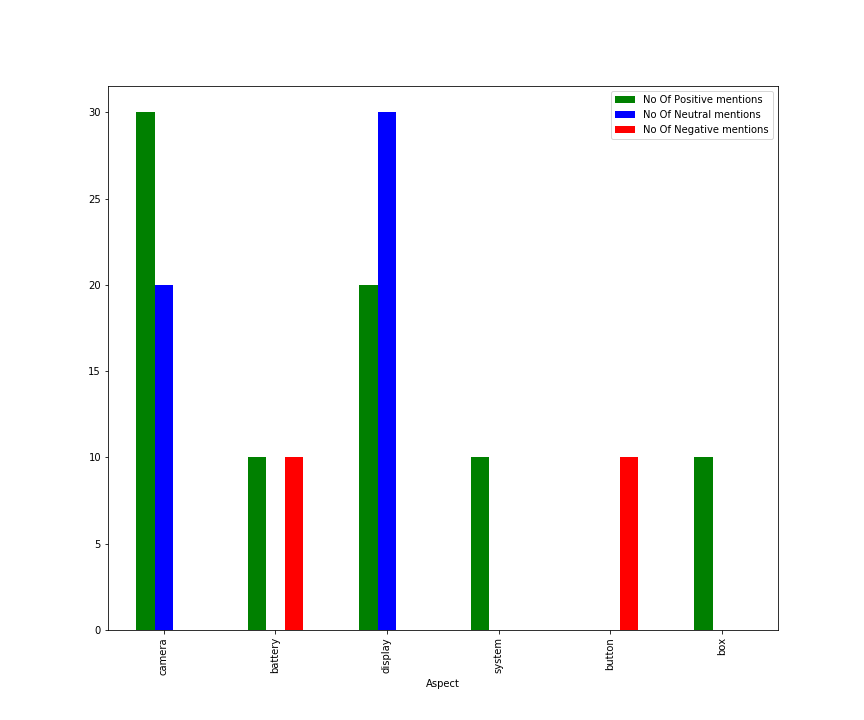 No Of Positive mentions
No Of Neutral mentions
No Of Negative mentions
30
25
20
15
10
5
0
camera
battery
display
system
button
box
Aspect